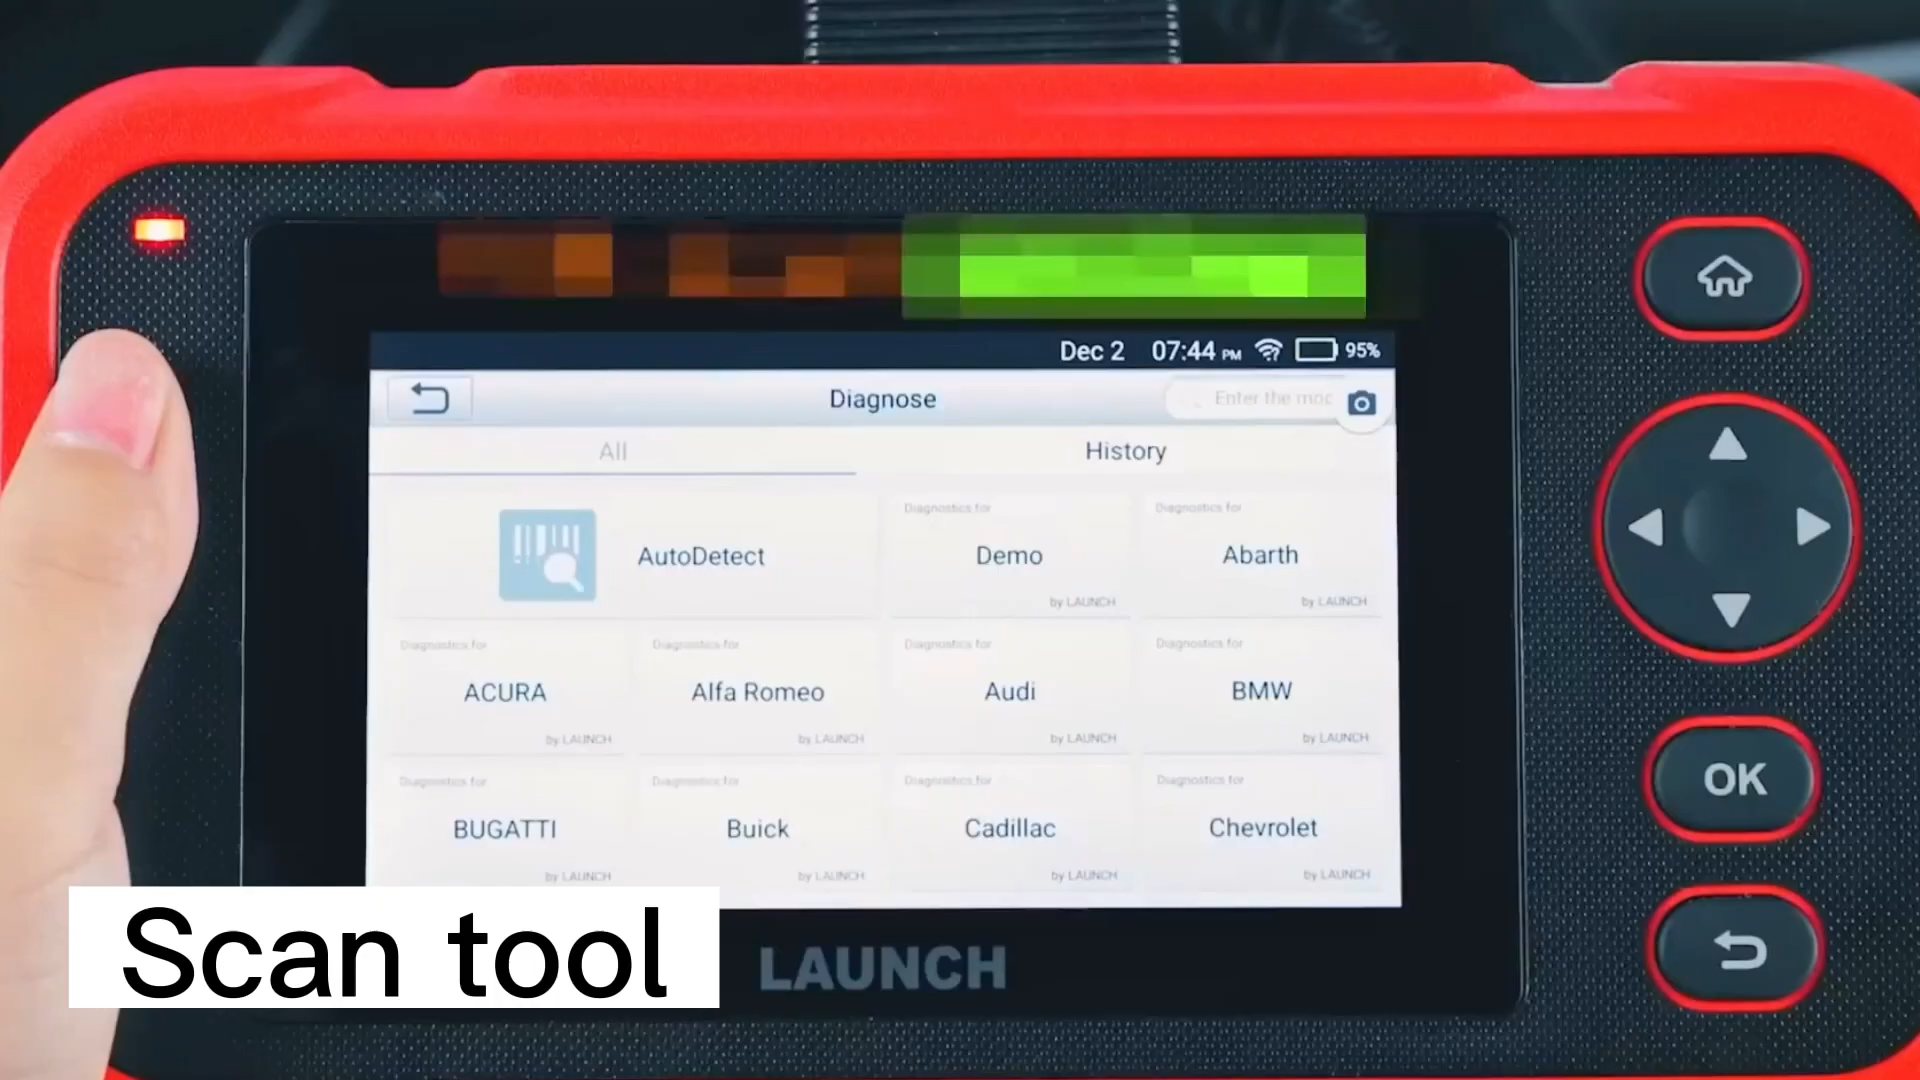 Dec 2 07:44 PM 95%
Diagnose
Enter the moc
All
History
AutoDetect
Diagnostics for
Demo
by LAUNCH
Diagnostics for
Abarth
by LAUNCH
Diagnostics for
ACURA
by LAUNCH
Diagnostics for
Alfa Romeo
by LAUNCH
Diagnostics for
Audi
by LAUNCH
Diagnostics for
BMW
by LAUNCH
Diagnostics for
BUGATTI
by LAUNCH
Diagnostics for
Buick
by LAUNCH
Diagnostics for
Cadillac
by LAUNCH
Diagnostics for
Chevrolet
by LAUNCH
OK
Scan tool
LAUNCH